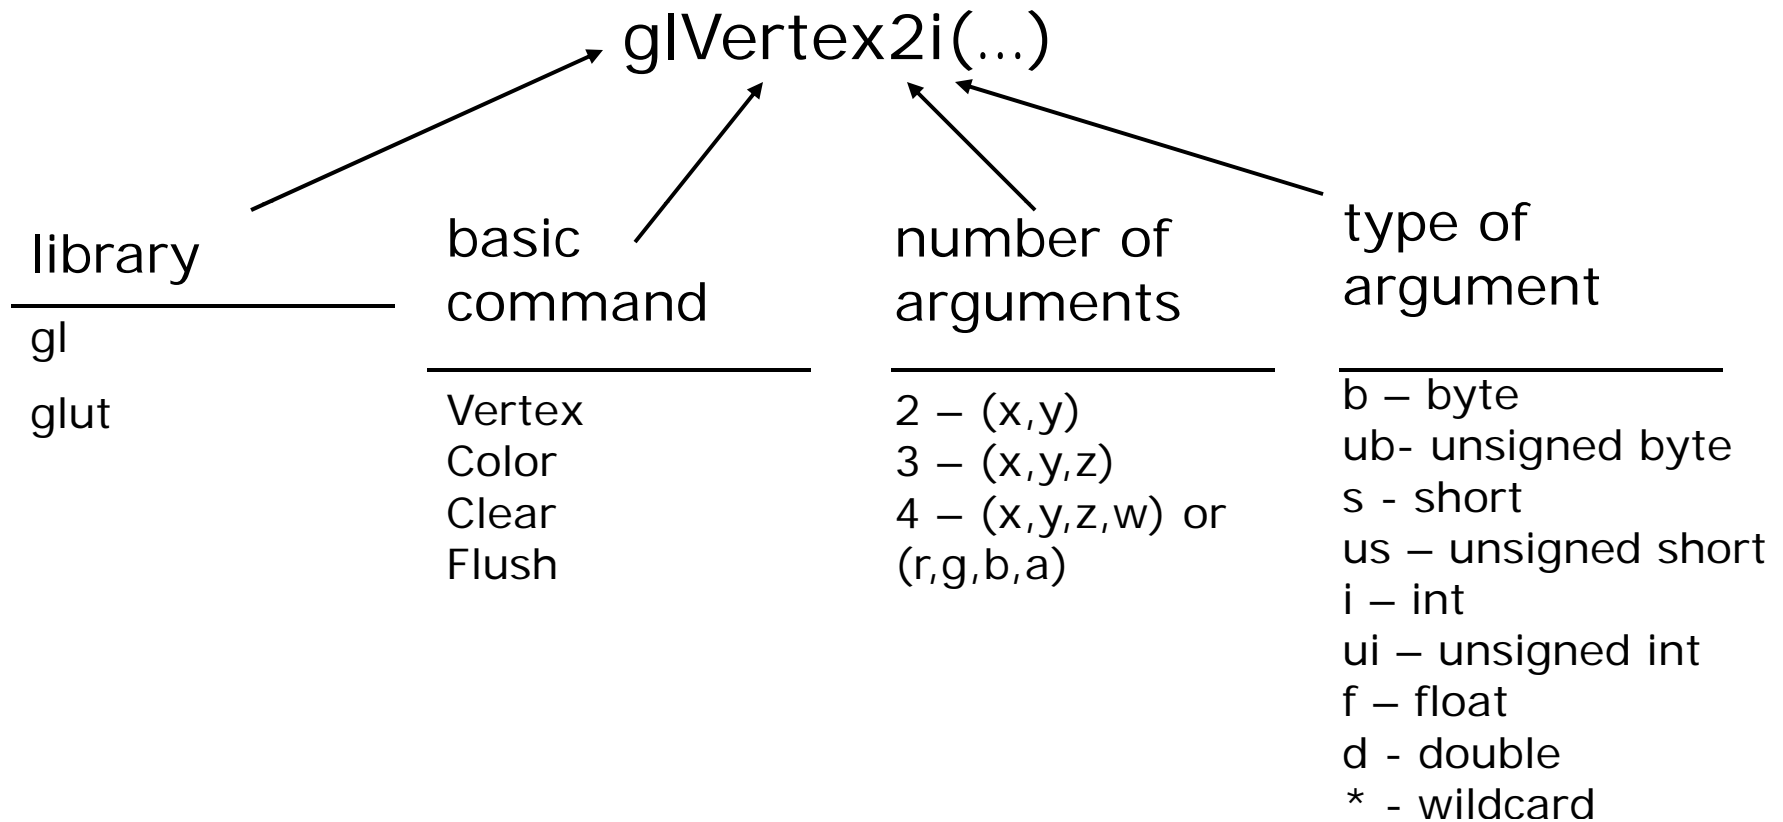 glVertex2i(...)
library
gl
glut
basic
command
Vertex
Color
Clear
Flush
number of
arguments
2 – (x,y)
3 – (x,y,z)
4 – (x,y,z,w) or
(r,g,b,a)
type of
argument
b – byte
ub- unsigned byte
s - short
us – unsigned short
i – int
ui – unsigned int
f – float
d - double
* - wildcard